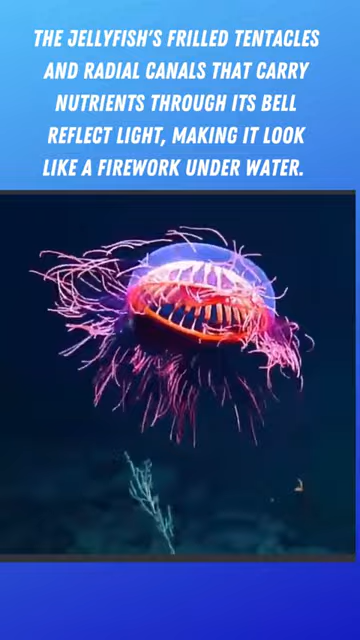 THE JELLYFISH'S FRILLED TENTACLES
AND RADIAL CANALS THAT CARRY
NUTRIENTS THROUGH ITS BELL
REFLECT LIGHT, MAKING IT LOOK
LIKE A FIREWORK UNDER WATER.